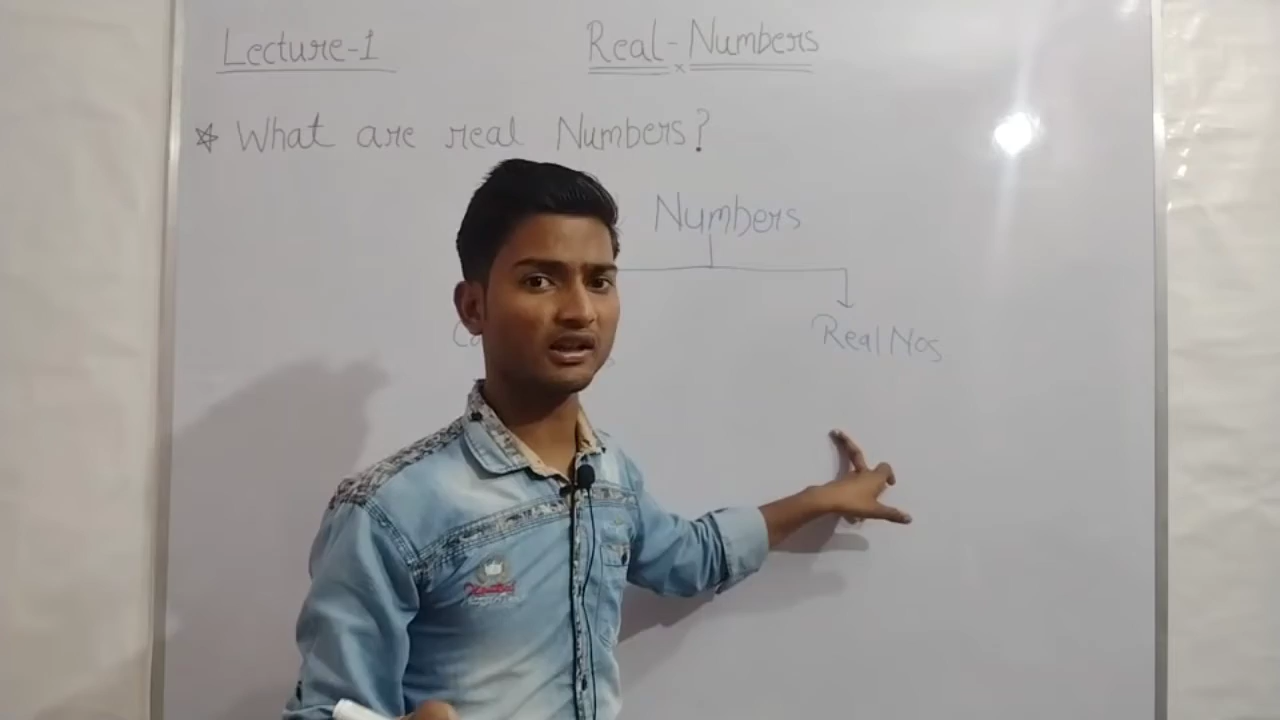 Lecture-1
Real-Numbers
What are real Numbers?
Numbers
Real Nos